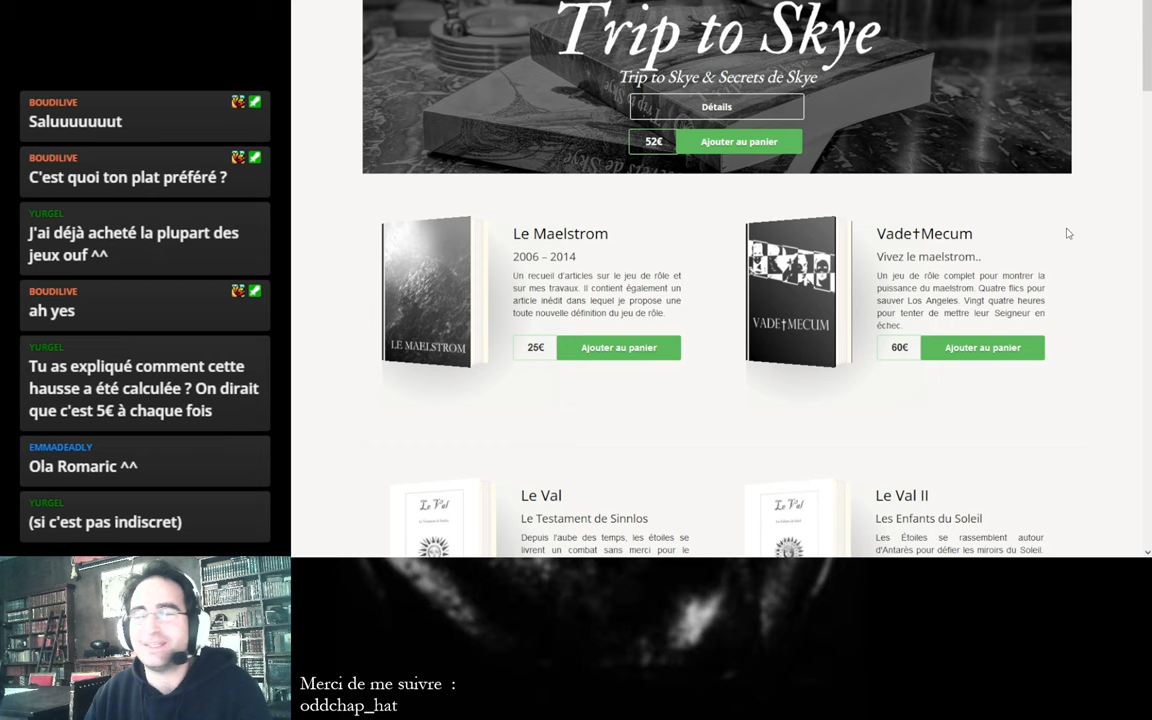 BOUDILIVE
Saluuuuuuut
BOUDILIVE
C'est quoi ton plat préféré ?
YURGEL
J'ai déjà acheté la plupart des
jeux ouf ^^
BOUDILIVE
ah yes
YURGEL
Tu as expliqué comment cette
hausse a été calculée ? On dirait
que c'est 5€ à chaque fois
EMMADEADLY
Ola Romaric ^^
YURGEL
(si c'est pas indiscret)
Trip to Skye
Trip to Skye & Secrets de Skye
Détails
52€ Ajouter au panier
LE MAELSTROM
Le Maelstrom
2006 – 2014
Un recueil d'articles sur le jeu de rôle et
sur mes travaux. Il contient également un
article inédit dans lequel je propose une
toute nouvelle définition du jeu de rôle.
25€ Ajouter au panier
VADE†MECUM
Vade†Mecum
Vivez le maelstrom..
Un jeu de rôle complet pour montrer la
puissance du maelstrom. Quatre flics pour
sauver Los Angeles. Vingt quatre heures
pour tenter de mettre leur Seigneur en
échec.
60€ Ajouter au panier
Le Val
Le Val
Le Testament de Sinnlos
Depuis l'aube des temps, les étoiles se
livrent un combat sans merci pour le
Le Val
Le Val II
Les Enfants du Soleil
Les Étoiles se rassemblent autour
d'Antarès pour défier les miroirs du Soleil.
Merci de me suivre :
oddchap_hat